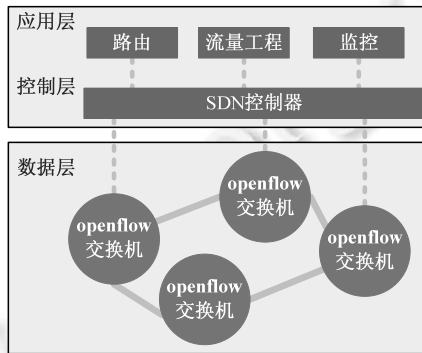 应用层
路由 流量工程 监控
控制层
SDN控制器
数据层
openflow
交换机
openflow
交换机
openflow
交换机
openflow
交换机